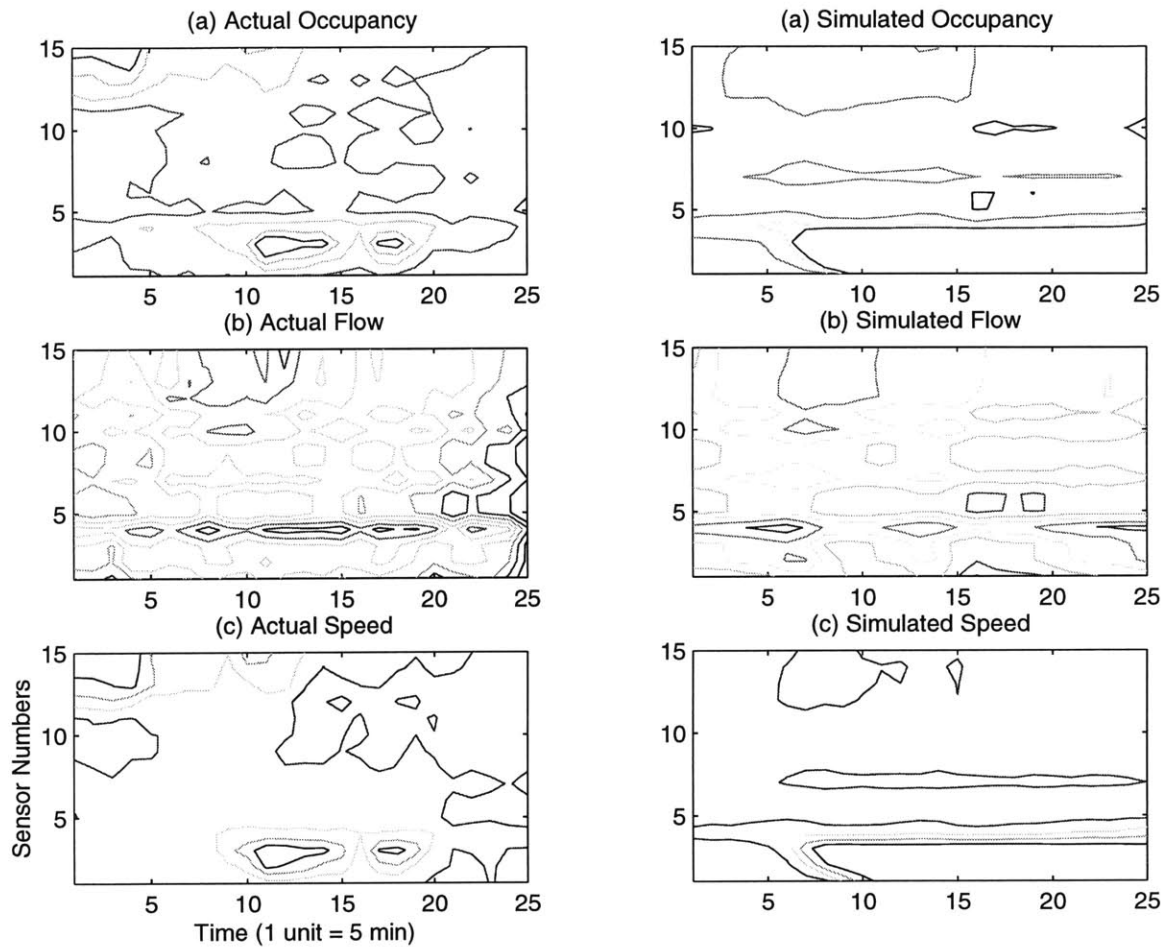 (a) Actual Occupancy
15
10
5
5 10 15 20 25
(b) Actual Flow
15
10
5
5 10 15 20 25
(c) Actual Speed
15
10
5
5 10 15 20 25
Sensor Numbers
Time (1 unit = 5 min)
(a) Simulated Occupancy
15
10
5
5 10 15 20 25
(b) Simulated Flow
15
10
5
5 10 15 20 25
(c) Simulated Speed
15
10
5
5 10 15 20 25